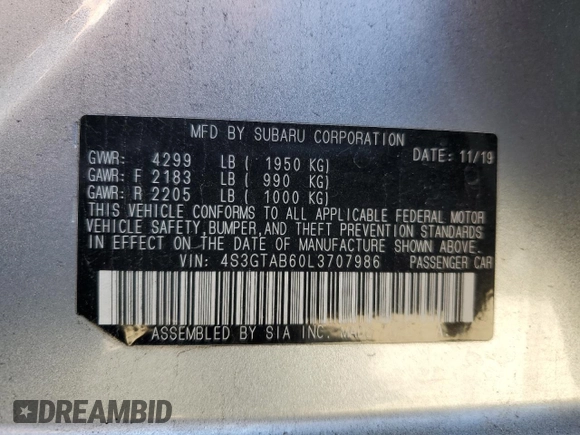 MFD BY SUBARU CORPORATION
GVWR: 4299 LB ( 1950 KG) DATE: 11/19
GAWR: F 2183 LB ( 990 KG)
GAWR: R 2205 LB ( 1000 KG)
THIS VEHICLE CONFORMS TO ALL APPLICABLE FEDERAL MOTOR
VEHICLE SAFETY,BUMPER,AND THEFT PREVENTION STANDARDS
IN EFFECT ON THE DATE OF MANUFACTURE SHOWN ABOVE.
VIN: 4S3GTAB60L3707986 PASSENGER CAR
ASSEMBLED BY SIA INC.
DREAMBID